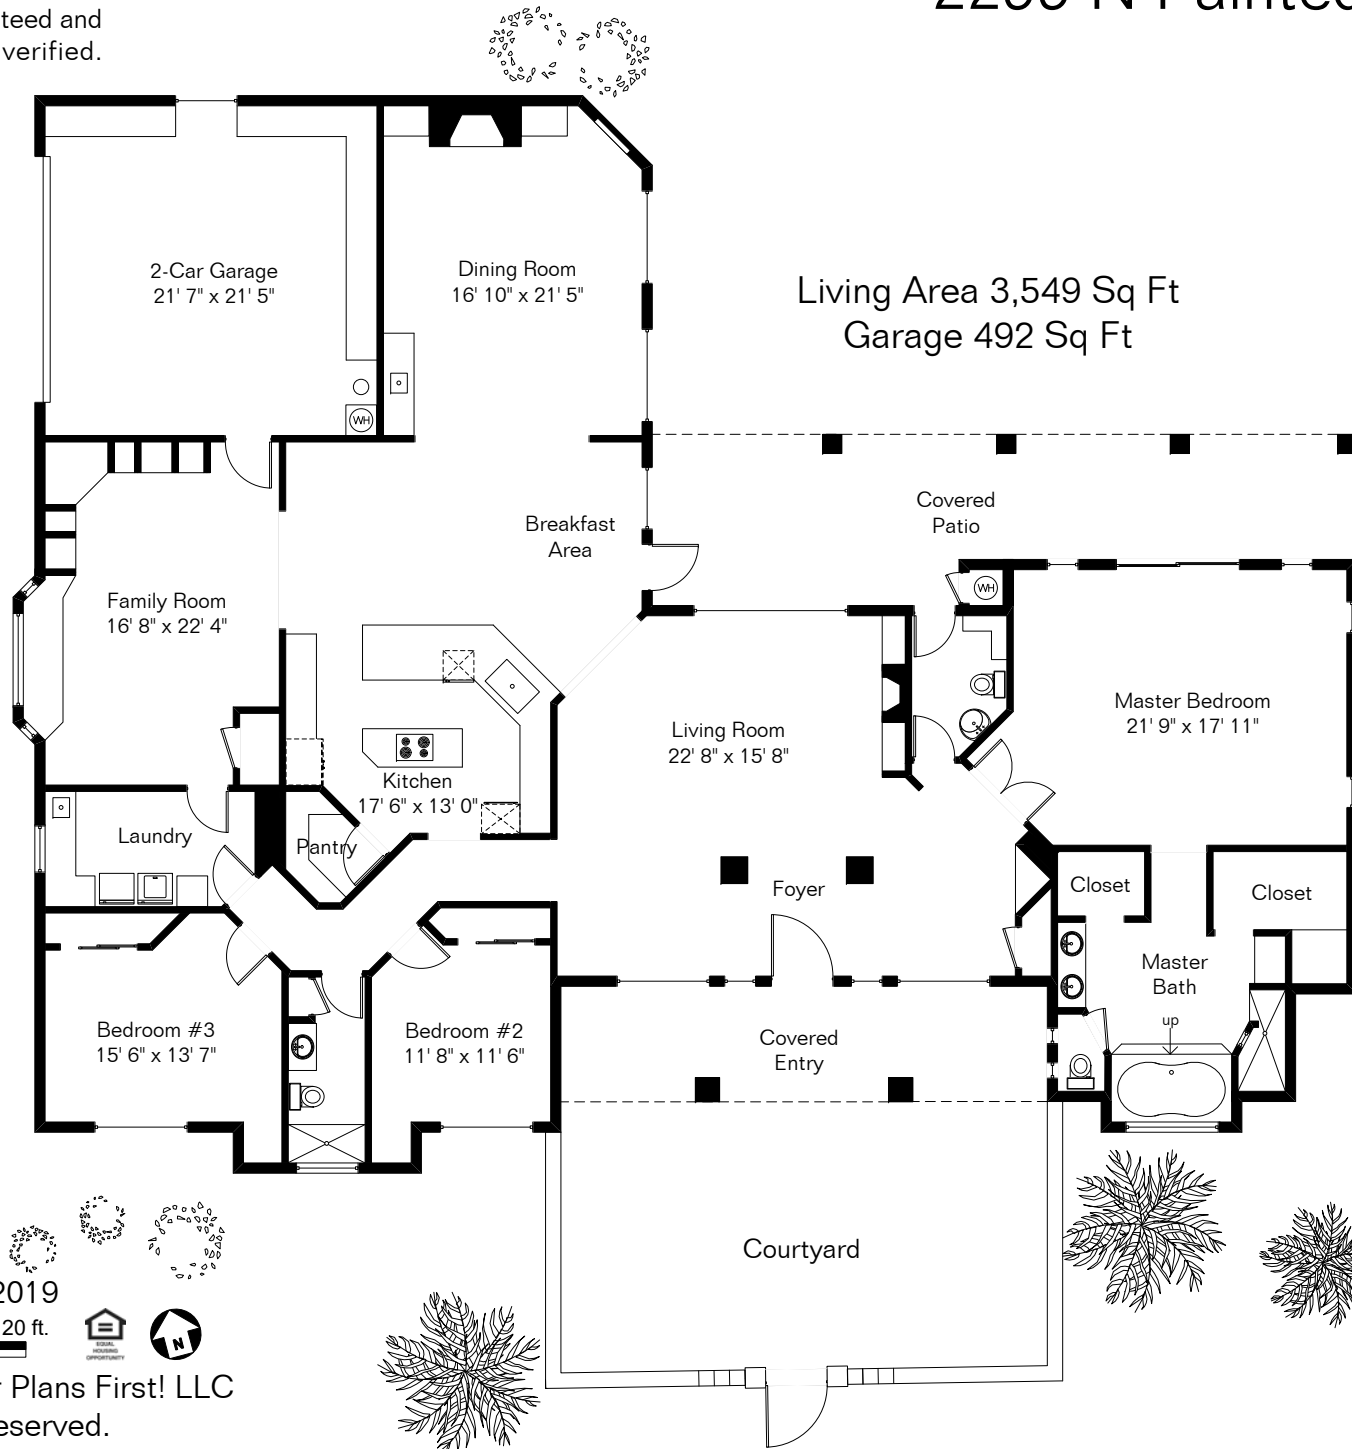 teed and
verified.
2-Car Garage
21' 7" x 21' 5"
Dining Room
16' 10" x 21' 5"
Living Area 3,549 Sq Ft
Garage 492 Sq Ft
WH
Breakfast
Area
Covered
Patio
WH
Family Room
16' 8" x 22' 4"
Living Room
22' 8" x 15' 8"
Master Bedroom
21' 9" x 17' 11"
Kitchen
17' 6" x 13' 0"
Laundry
Pantry
Foyer
Closet
Closet
Master
Bath
up
Bedroom #3
15' 6" x 13' 7"
Bedroom #2
11' 8" x 11' 6"
Covered
Entry
Courtyard
2019
20 ft.
EQUAL
HOUSING
OPPORTUNITY
N
Plans First! LLC
eserved.